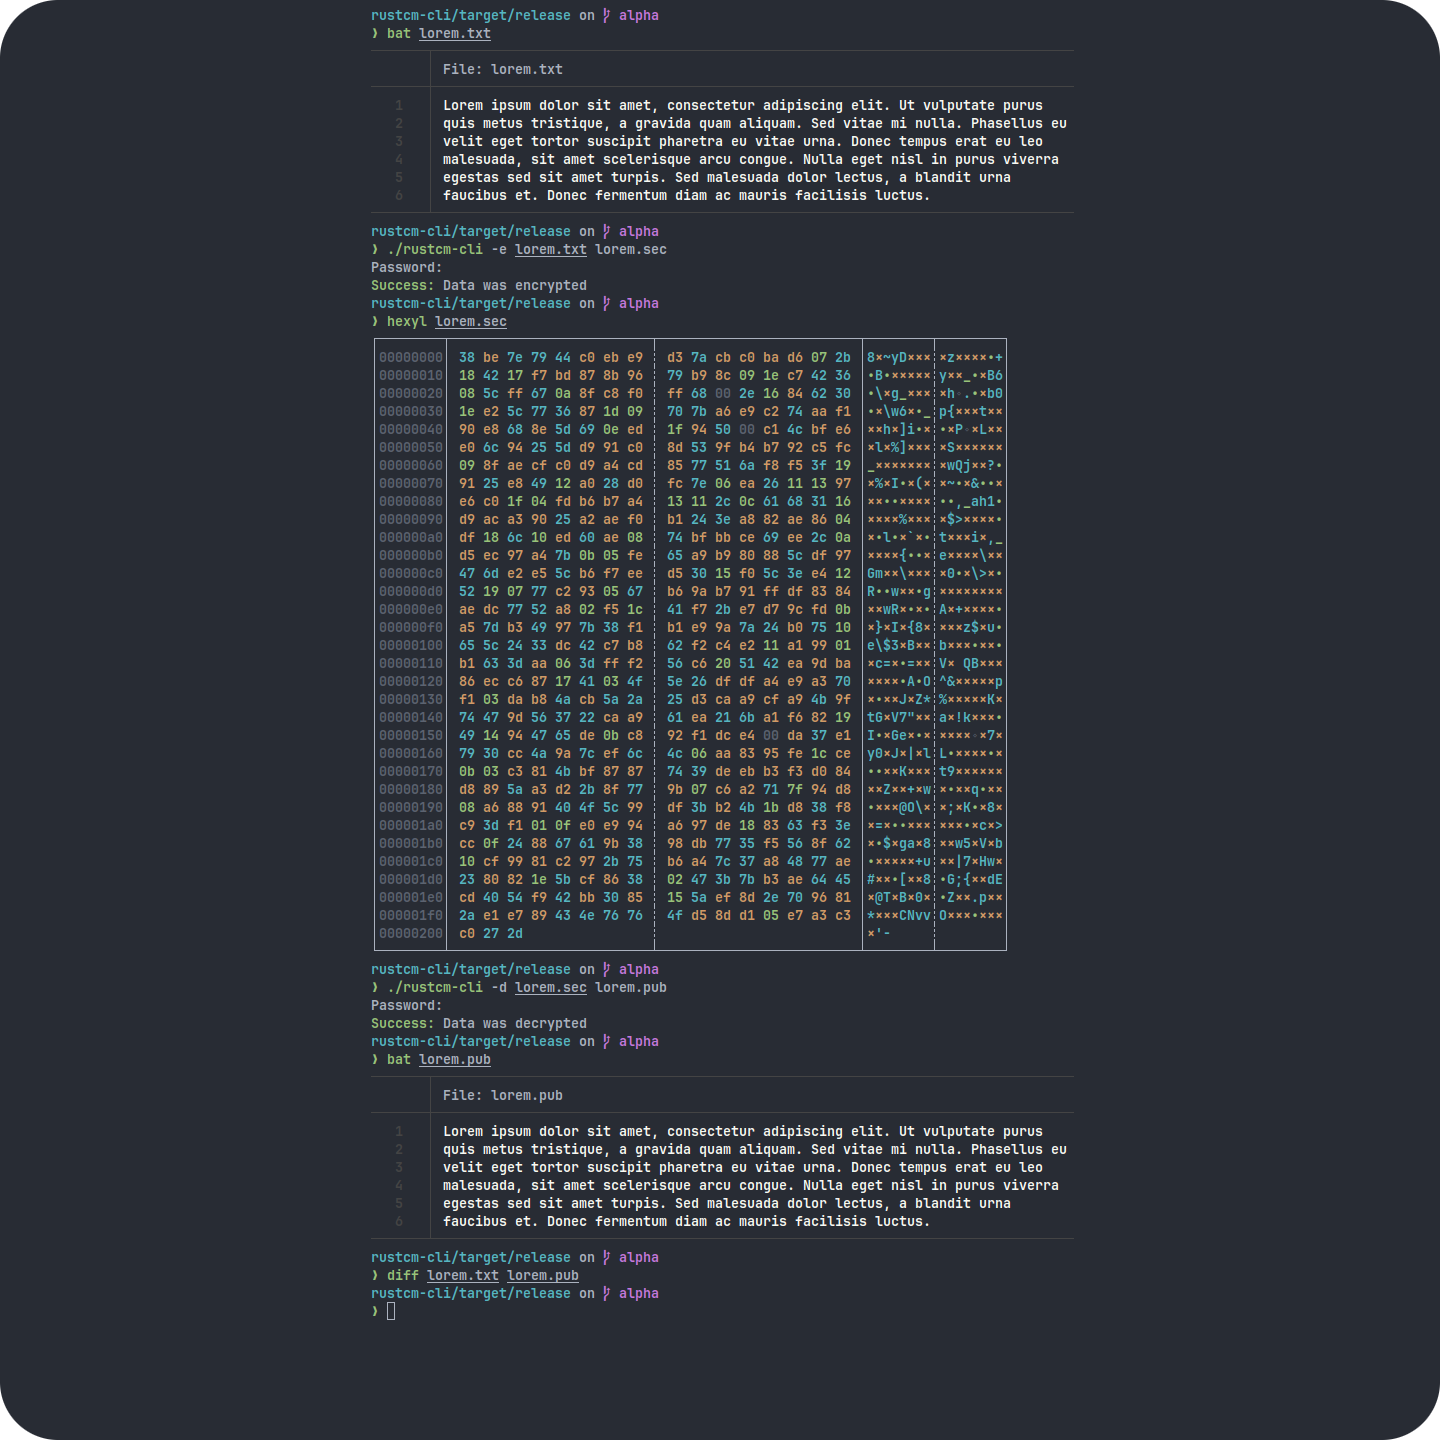 rustcm-cli/target/release on alpha
❯ bat lorem.txt
File: lorem.txt
1 Lorem ipsum dolor sit amet, consectetur adipiscing elit. Ut vulputate purus
2 quis metus tristique, a gravida quam aliquam. Sed vitae mi nulla. Phasellus eu
3 velit eget tortor suscipit pharetra eu vitae urna. Donec tempus erat eu leo
4 malesuada, sit amet scelerisque arcu congue. Nulla eget nisl in purus viverra
5 egestas sed sit amet turpis. Sed malesuada dolor lectus, a blandit urna
6 faucibus et. Donec fermentum diam ac mauris facilisis luctus.
rustcm-cli/target/release on alpha
❯ ./rustcm-cli -e lorem.txt lorem.sec
Password:
Success: Data was encrypted
rustcm-cli/target/release on alpha
❯ hexyl lorem.sec
00000000 38 be 7e 79 44 c0 eb e9 d3 7a cb c0 ba d6 07 2b 8×~yD××× ×z××××•+
00000010 18 42 17 f7 bd 87 8b 96 79 b9 8c 09 1e c7 42 36 •B•××××× y××_•×B6
00000020 08 5c ff 67 0a 8f c8 f0 ff 68 00 2e 16 84 62 30 •\×g_××× ×h⋄.•×b0
00000030 1e e2 5c 77 36 87 1d 09 70 7b a6 e9 c2 74 aa f1 •×\w6×•_ p{×××t××
00000040 90 e8 68 8e 5d 69 0e ed 1f 94 50 00 c1 4c bf e6 ××h×]i•× •×P⋄×L××
00000050 e0 6c 94 25 5d d9 91 c0 8d 53 9f b4 b7 92 c5 fc ×l×%]××× ×S××××××
00000060 09 8f ae cf c0 d9 a4 cd 85 77 51 6a f8 f5 3f 19 _××××××× ×wQj××?•
00000070 91 25 e8 49 12 a0 28 d0 fc 7e 06 ea 26 11 13 97 ×%×I•×(× ×~•×&••×
00000080 e6 c0 1f 04 fd b6 b7 a4 13 11 2c 0c 61 68 31 16 ××••×××× ••,_ah1•
00000090 d9 ac a3 90 25 a2 ae f0 b1 24 3e a8 82 ae 86 04 ××××%××× ×$>××××•
000000a0 df 18 6c 10 ed 60 ae 08 74 bf bb ce 69 ee 2c 0a ×•l•×`×• t×××i×,_
000000b0 d5 ec 97 a4 7b 0b 05 fe 65 a9 b9 80 88 5c df 97 ××××{••× e××××\××
000000c0 47 6d e2 e5 5c b6 f7 ee d5 30 15 f0 5c 3e e4 12 Gm××\××× ×0•×\>×•
000000d0 52 19 07 77 c2 93 05 67 b6 9a b7 91 ff df 83 84 R••w××•g ××××××××
000000e0 ae dc 77 52 a8 02 f5 1c 41 f7 2b e7 d7 9c fd 0b ××wR×•×• A×+××××•
000000f0 a5 7d b3 49 97 7b 38 f1 b1 e9 9a 7a 24 b0 75 10 ×}×I×{8× ×××z$×u•
00000100 65 5c 24 33 dc 42 c7 b8 62 f2 c4 e2 11 a1 99 01 e\$3×B×× b×××•××•
00000110 b1 63 3d aa 06 3d ff f2 56 c6 20 51 42 ea 9d ba ×c=×•=×× V× QB×××
00000120 86 ec c6 87 17 41 03 4f 5e 26 df df a4 e9 a3 70 ××××•A•O ^&×××××p
00000130 f1 03 da b8 4a cb 5a 2a 25 d3 ca a9 cf a9 4b 9f ×•××J×Z* %×××××K×
00000140 74 47 9d 56 37 22 ca a9 61 ea 21 6b a1 f6 82 19 tG×V7"×× a×!k×××•
00000150 49 14 94 47 65 de 0b c8 92 f1 dc e4 00 da 37 e1 I•×Ge×•× ××××⋄×7×
00000160 79 30 cc 4a 9a 7c ef 6c 4c 06 aa 83 95 fe 1c ce y0×J×|×l L•××××•×
00000170 0b 03 c3 81 4b bf 87 87 74 39 de eb b3 f3 d0 84 ••××K××× t9××××××
00000180 d8 89 5a a3 d2 2b 8f 77 9b 07 c6 a2 71 7f 94 d8 ××Z××+×w ×•××q•××
00000190 08 a6 88 91 40 4f 5c 99 df 3b b2 4b 1b d8 38 f8 •×××@O\× ×;×K•×8×
000001a0 c9 3d f1 01 0f e0 e9 94 a6 97 de 18 83 63 f3 3e ×=×••××× ×××•×c×>
000001b0 cc 0f 24 88 67 61 9b 38 98 db 77 35 f5 56 8f 62 ×•$×ga×8 ××w5×V×b
000001c0 10 cf 99 81 c2 97 2b 75 b6 a4 7c 37 a8 48 77 ae •×××××+u ××|7×Hw×
000001d0 23 80 82 1e 5b cf 86 38 02 47 3b 7b b3 ae 64 45 #××•[××8 •G;{××dE
000001e0 cd 40 54 f9 42 bb 30 85 15 5a ef 8d 2e 70 96 81 ×@T×B×0× •Z××.p××
000001f0 2a e1 e7 89 43 4e 76 76 4f d5 8d d1 05 e7 a3 c3 *×××CNvv O×××•×××
00000200 c0 27 2d ×'-
rustcm-cli/target/release on alpha
❯ ./rustcm-cli -d lorem.sec lorem.pub
Password:
Success: Data was decrypted
rustcm-cli/target/release on alpha
❯ bat lorem.pub
File: lorem.pub
1 Lorem ipsum dolor sit amet, consectetur adipiscing elit. Ut vulputate purus
2 quis metus tristique, a gravida quam aliquam. Sed vitae mi nulla. Phasellus eu
3 velit eget tortor suscipit pharetra eu vitae urna. Donec tempus erat eu leo
4 malesuada, sit amet scelerisque arcu congue. Nulla eget nisl in purus viverra
5 egestas sed sit amet turpis. Sed malesuada dolor lectus, a blandit urna
6 faucibus et. Donec fermentum diam ac mauris facilisis luctus.
rustcm-cli/target/release on alpha
❯ diff lorem.txt lorem.pub
rustcm-cli/target/release on alpha
❯